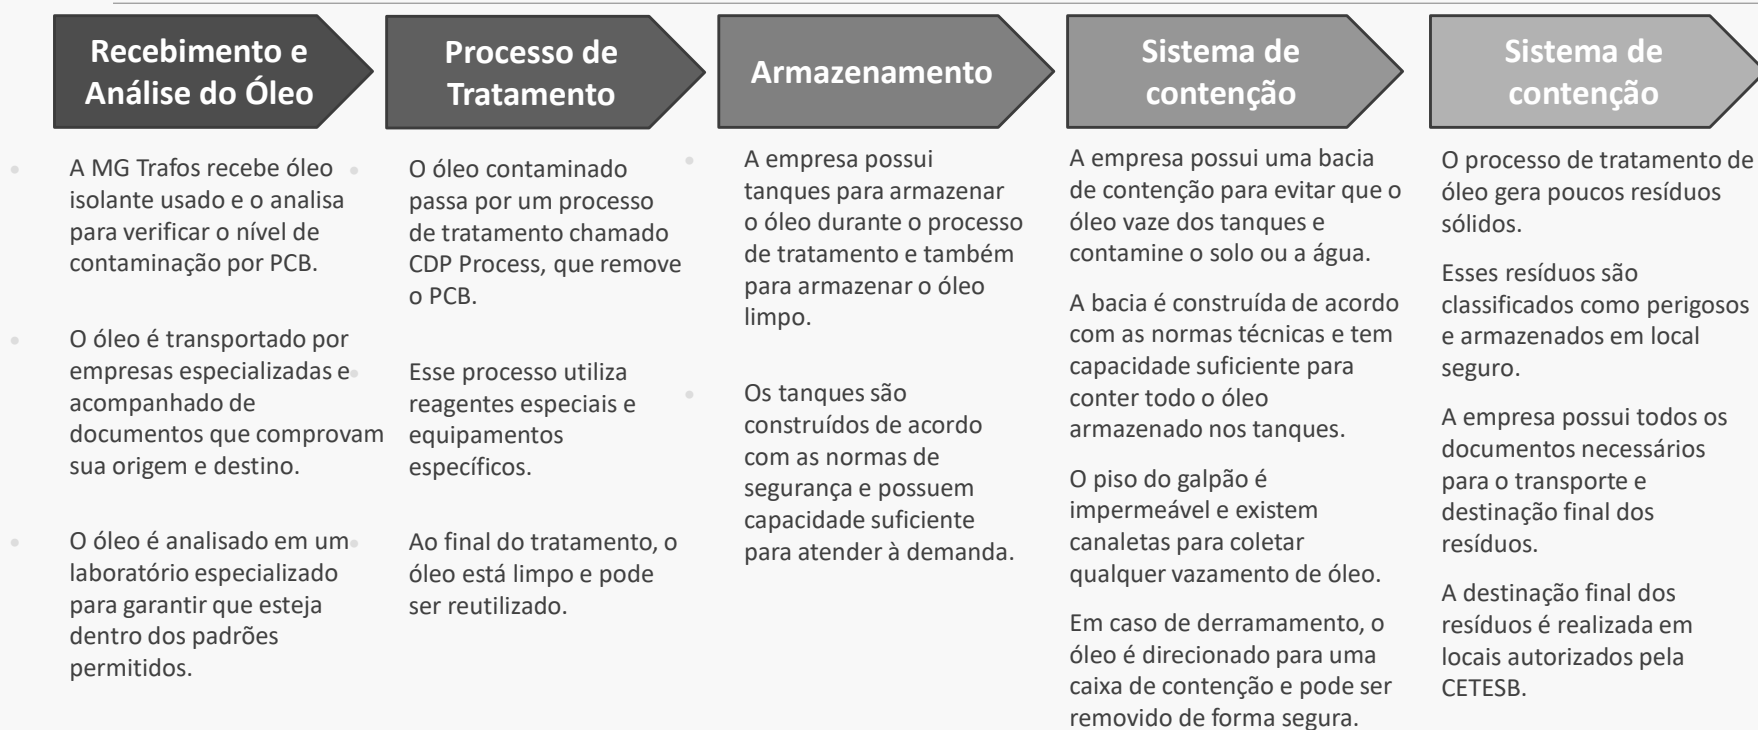 Recebimento e
Análise do Óleo
A MG Trafos recebe óleo
isolante usado e o analisa
para verificar o nível de
contaminação por PCB.
O óleo é transportado por
empresas especializadas e
acompanhado de
documentos que comprovam
sua origem e destino.
O óleo é analisado em um
laboratório especializado
para garantir que esteja
dentro dos padrões
permitidos.
Processo de
Tratamento
O óleo contaminado
passa por um processo
de tratamento chamado
CDP Process, que remove
o PCB.
Esse processo utiliza
reagentes especiais e
equipamentos
específicos.
Ao final do tratamento, o
óleo está limpo e pode
ser reutilizado.
Armazenamento
A empresa possui
tanques para armazenar
o óleo durante o processo
de tratamento e também
para armazenar o óleo
limpo.
Os tanques são
construídos de acordo
com as normas de
segurança e possuem
capacidade suficiente
para atender à demanda.
Sistema de
contenção
A empresa possui uma bacia
de contenção para evitar que o
óleo vaze dos tanques e
contamine o solo ou a água.
A bacia é construída de acordo
com as normas técnicas e tem
capacidade suficiente para
conter todo o óleo
armazenado nos tanques.
O piso do galpão é
impermeável e existem
canaletas para coletar
qualquer vazamento de óleo.
Em caso de derramamento, o
óleo é direcionado para uma
caixa de contenção e pode ser
removido de forma segura.
Sistema de
contenção
O processo de tratamento de
óleo gera poucos resíduos
sólidos.
Esses resíduos são
classificados como perigosos
e armazenados em local
seguro.
A empresa possui todos os
documentos necessários
para o transporte e
destinação final dos
resíduos.
A destinação final dos
resíduos é realizada em
locais autorizados pela
CETESB.